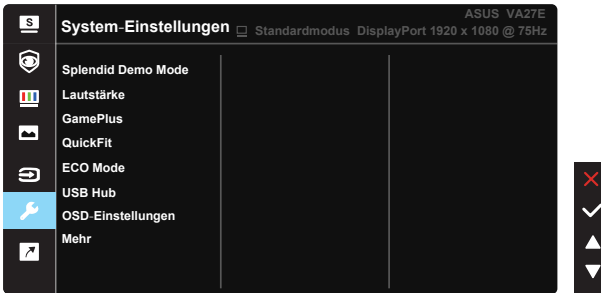 S
System-Einstellungen
ASUS VA27E
Standardmodus DisplayPort 1920 x 1080 @ 75Hz
Splendid Demo Mode
Lautstärke
GamePlus
QuickFit
ECO Mode
USB Hub
OSD-Einstellungen
Mehr